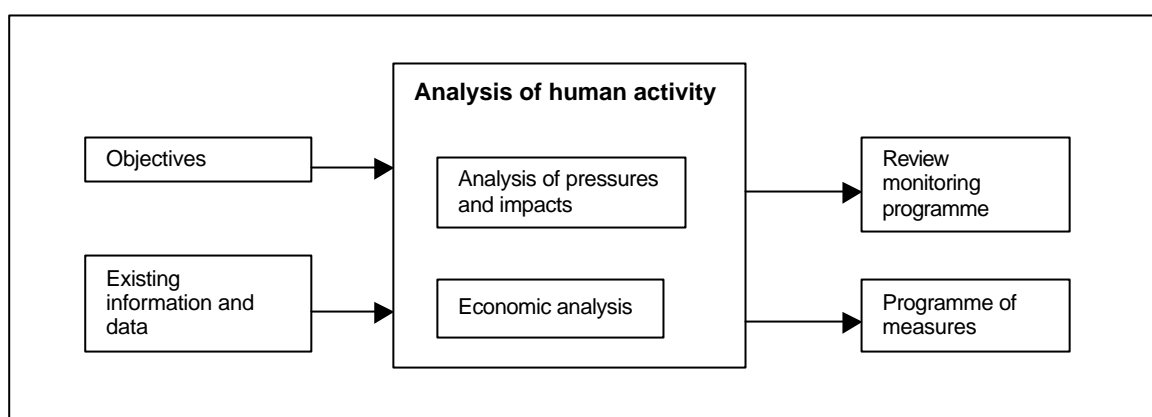 Analysis of human activity
Objectives
Existing
information and
data
Analysis of pressures
and impacts
Economic analysis
Review
monitoring
programme
Programme of
measures